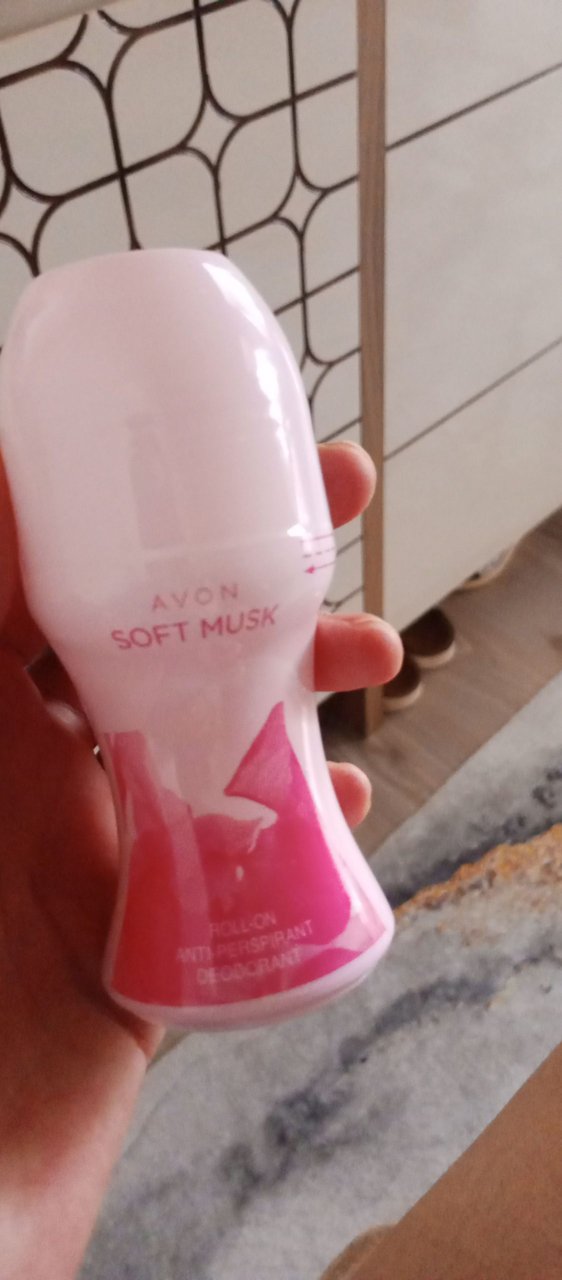 AVON
SOFT MUSK
ROLL-ON
ANTI-PERSPIRANT
DEODORANT